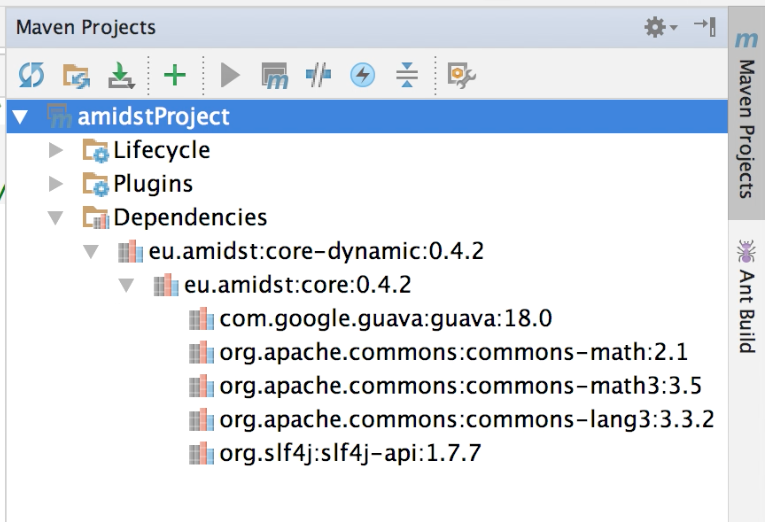 Maven Projects
amidstProject
Lifecycle
Plugins
Dependencies
eu.amidst:core-dynamic:0.4.2
eu.amidst:core:0.4.2
com.google.guava:guava:18.0
org.apache.commons:commons-math:2.1
org.apache.commons:commons-math3:3.5
org.apache.commons:commons-lang3:3.3.2
org.slf4j:slf4j-api:1.7.7
m Maven Projects
Ant Build